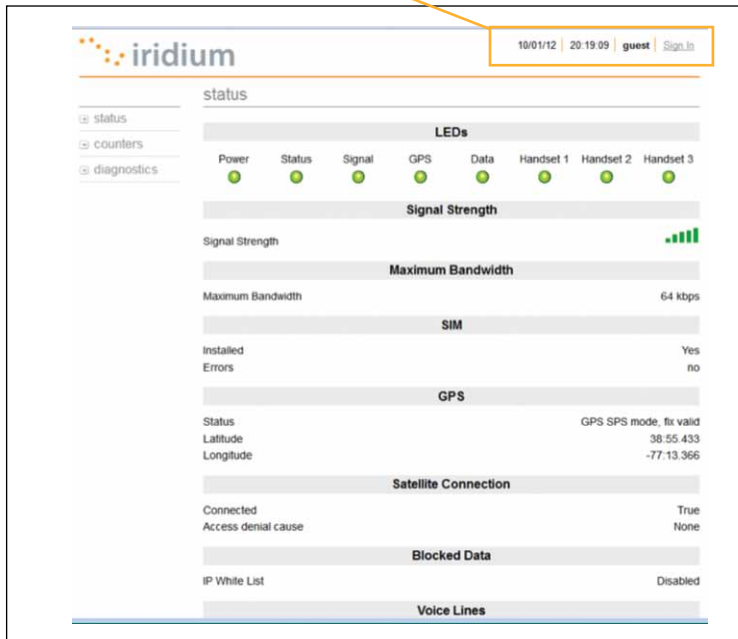 iridium
10/01/12 20:19:09 guest Sign In
status
counters
diagnostics
status
LEDs
Power Status Signal GPS Data Handset 1 Handset 2 Handset 3
Signal Strength
Signal Strength
Maximum Bandwidth
Maximum Bandwidth 64 kbps
SIM
Installed Yes
Errors no
GPS
Status GPS SPS mode, fix valid
Latitude 38:55.433
Longitude -77:13.366
Satellite Connection
Connected True
Access denial cause None
Blocked Data
IP White List Disabled
Voice Lines